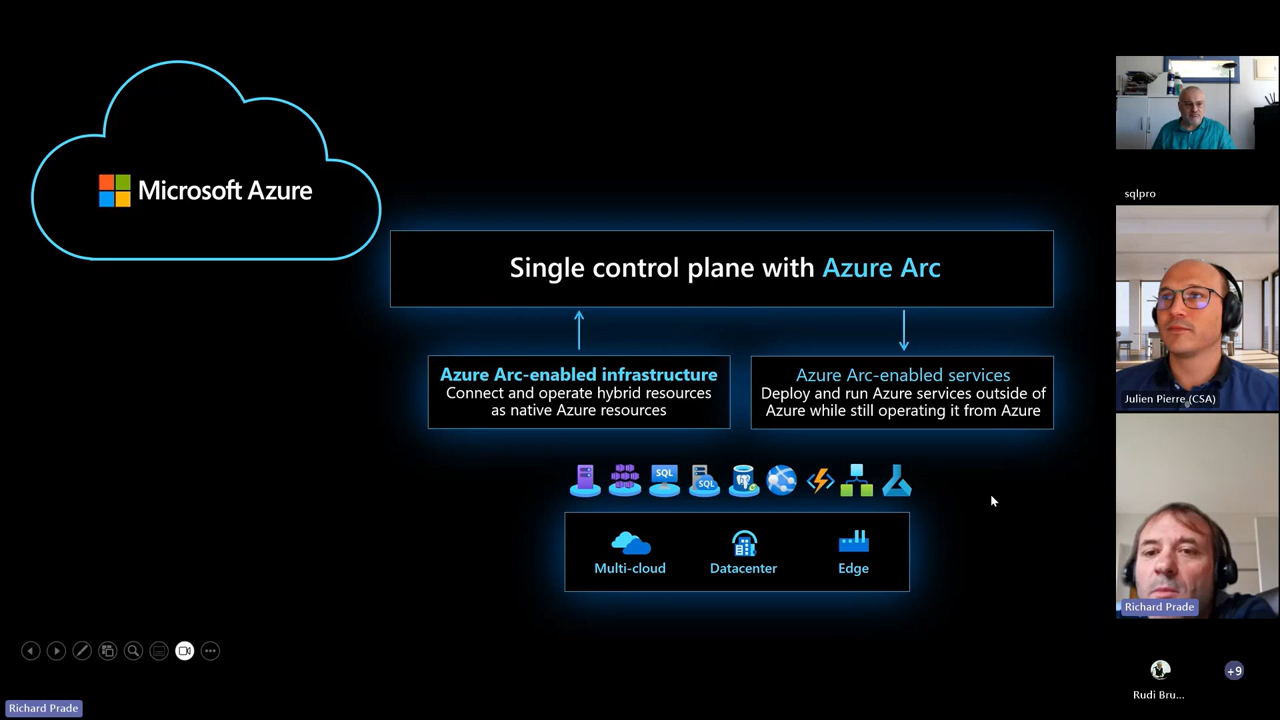 Microsoft Azure
Single control plane with Azure Arc
Azure Arc-enabled infrastructure
Connect and operate hybrid resources
as native Azure resources
Azure Arc-enabled services
Deploy and run Azure services outside of
Azure while still operating it from Azure
SQL
SQL
Multi-cloud
Datacenter
Edge
sqlpro
Julien Pierre (CSA)
Richard Prade
Rudi Bru...
+9
Richard Prade